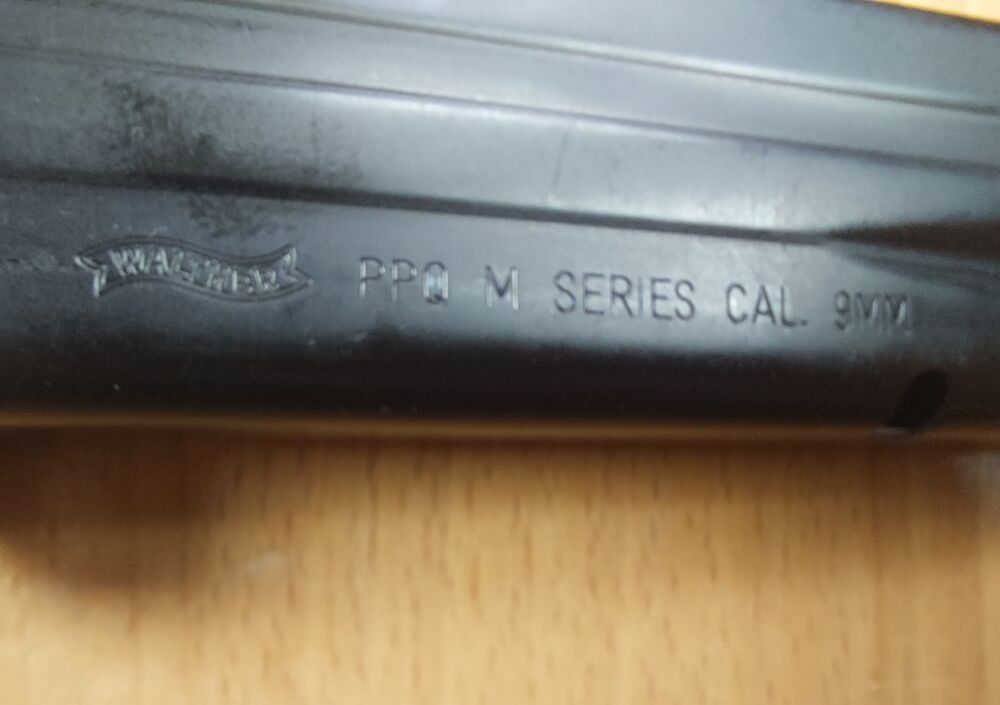 WALTHER PPQ M SERIES CAL. 9MM